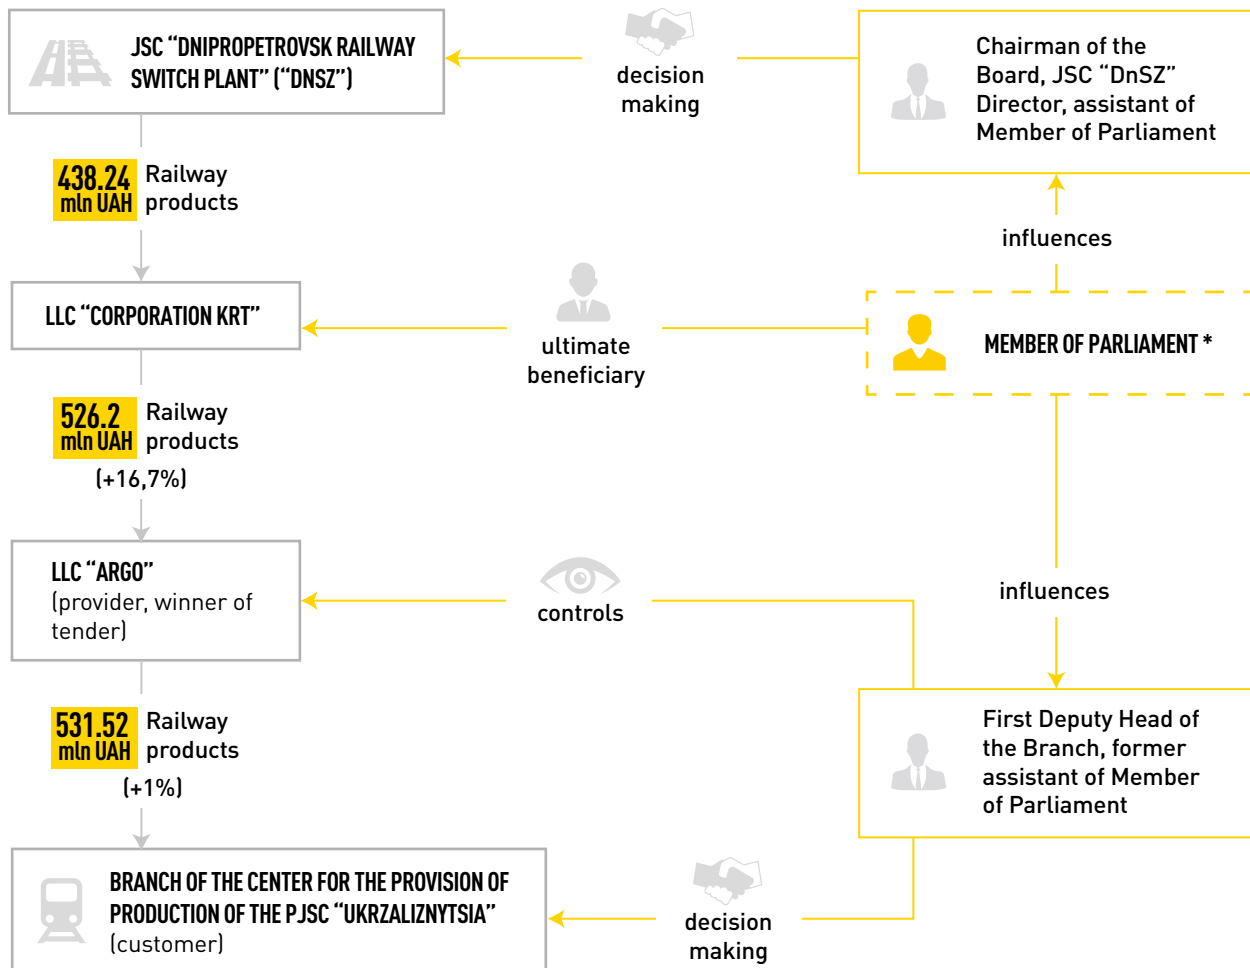 JSC “DNIPROPETROVSK RAILWAY
SWITCH PLANT” (“DNSZ”)
decision
making
Chairman of the
Board, JSC “DnSZ”
Director, assistant of
Member of Parliament
438.24
mln UAH
Railway
products
influences
LLC “CORPORATION KRT”
ultimate
beneficiary
MEMBER OF PARLIAMENT *
526.2
mln UAH
Railway
products
(+16,7%)
LLC “ARGO”
(provider, winner of
tender)
controls
influences
531.52
mln UAH
Railway
products
(+1%)
First Deputy Head of
the Branch, former
assistant of Member
of Parliament
BRANCH OF THE CENTER FOR THE PROVISION OF
PRODUCTION OF THE PJSC “UKRZALIZNYTSIA”
(customer)
decision
making